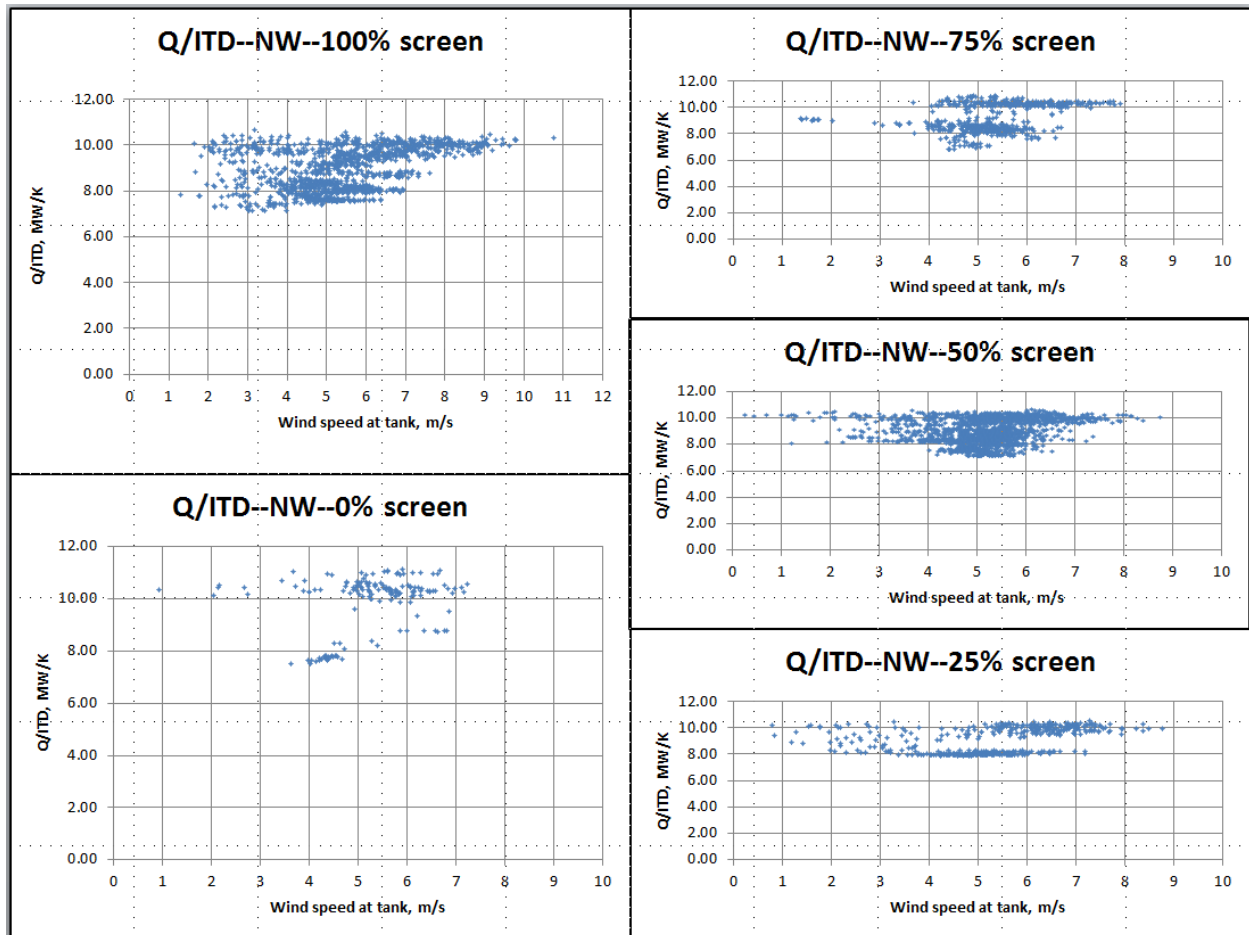 Q/ITD--NW--100% screen
12.00
10.00
8.00
6.00
4.00
2.00
0.00
Q/ITD, MW/K
0 1 2 3 4 5 6 7 8 9 10 11 12
Wind speed at tank, m/s
Q/ITD--NW--75% screen
12.00
10.00
8.00
6.00
4.00
2.00
0.00
Q/ITD, MW/K
0 1 2 3 4 5 6 7 8 9 10
Wind speed at tank, m/s
Q/ITD--NW--50% screen
12.00
10.00
8.00
6.00
4.00
2.00
0.00
Q/ITD, MW/K
0 1 2 3 4 5 6 7 8 9 10
Wind speed at tank, m/s
Q/ITD--NW--0% screen
12.00
10.00
8.00
6.00
4.00
2.00
0.00
Q/ITD, MW/K
0 1 2 3 4 5 6 7 8 9 10
Wind speed at tank, m/s
Q/ITD--NW--25% screen
12.00
10.00
8.00
6.00
4.00
2.00
0.00
Q/ITD, MW/K
0 1 2 3 4 5 6 7 8 9 10
Wind speed at tank, m/s